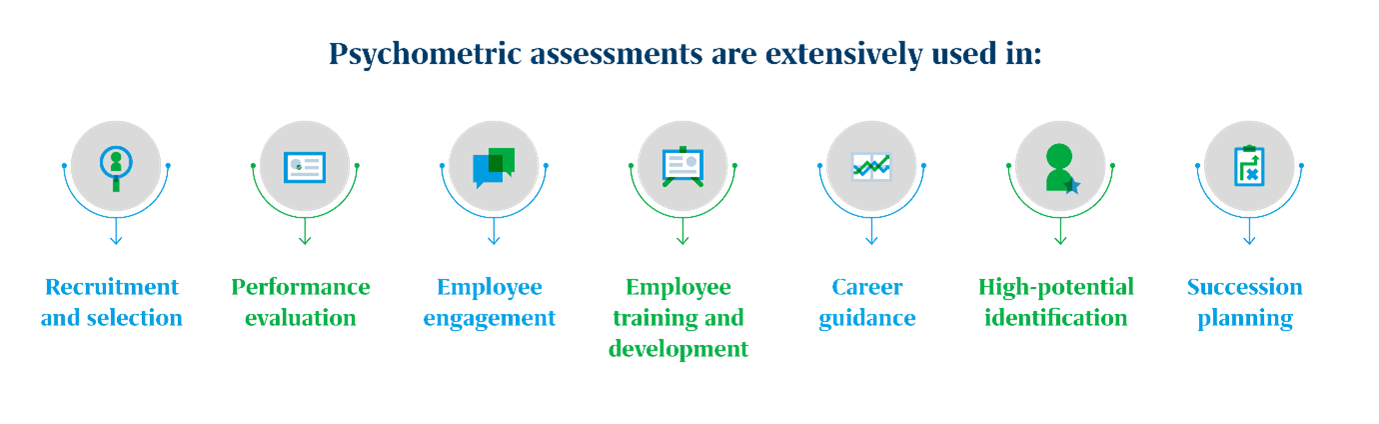 Psychometric assessments are extensively used in:
Recruitment
and selection
Performance
evaluation
Employee
engagement
Employee
training and
development
Career
guidance
High-potential
identification
Succession
planning